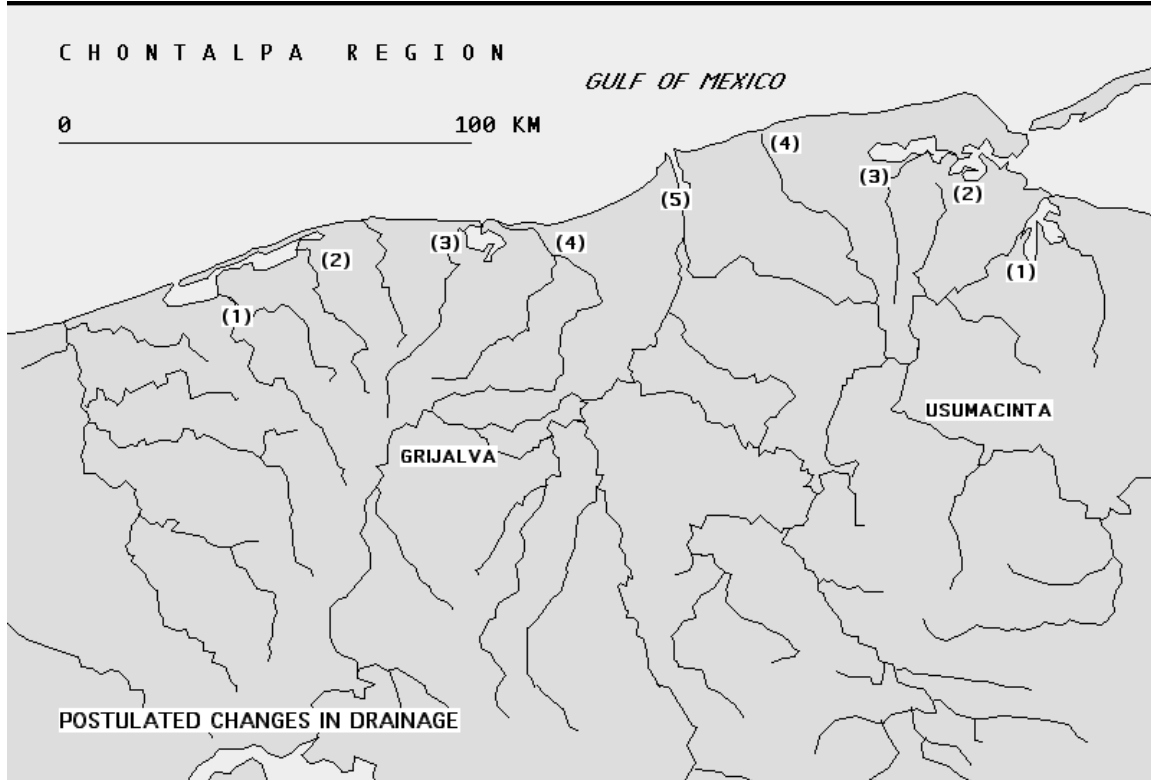 CHONTALPA REGION
GULF OF MEXICO
0 100 KM
(4)
(3)
(2)
(5)
(3)
(4)
(2)
(1)
(1)
USUMACINTA
GRIJALVA
POSTULATED CHANGES IN DRAINAGE